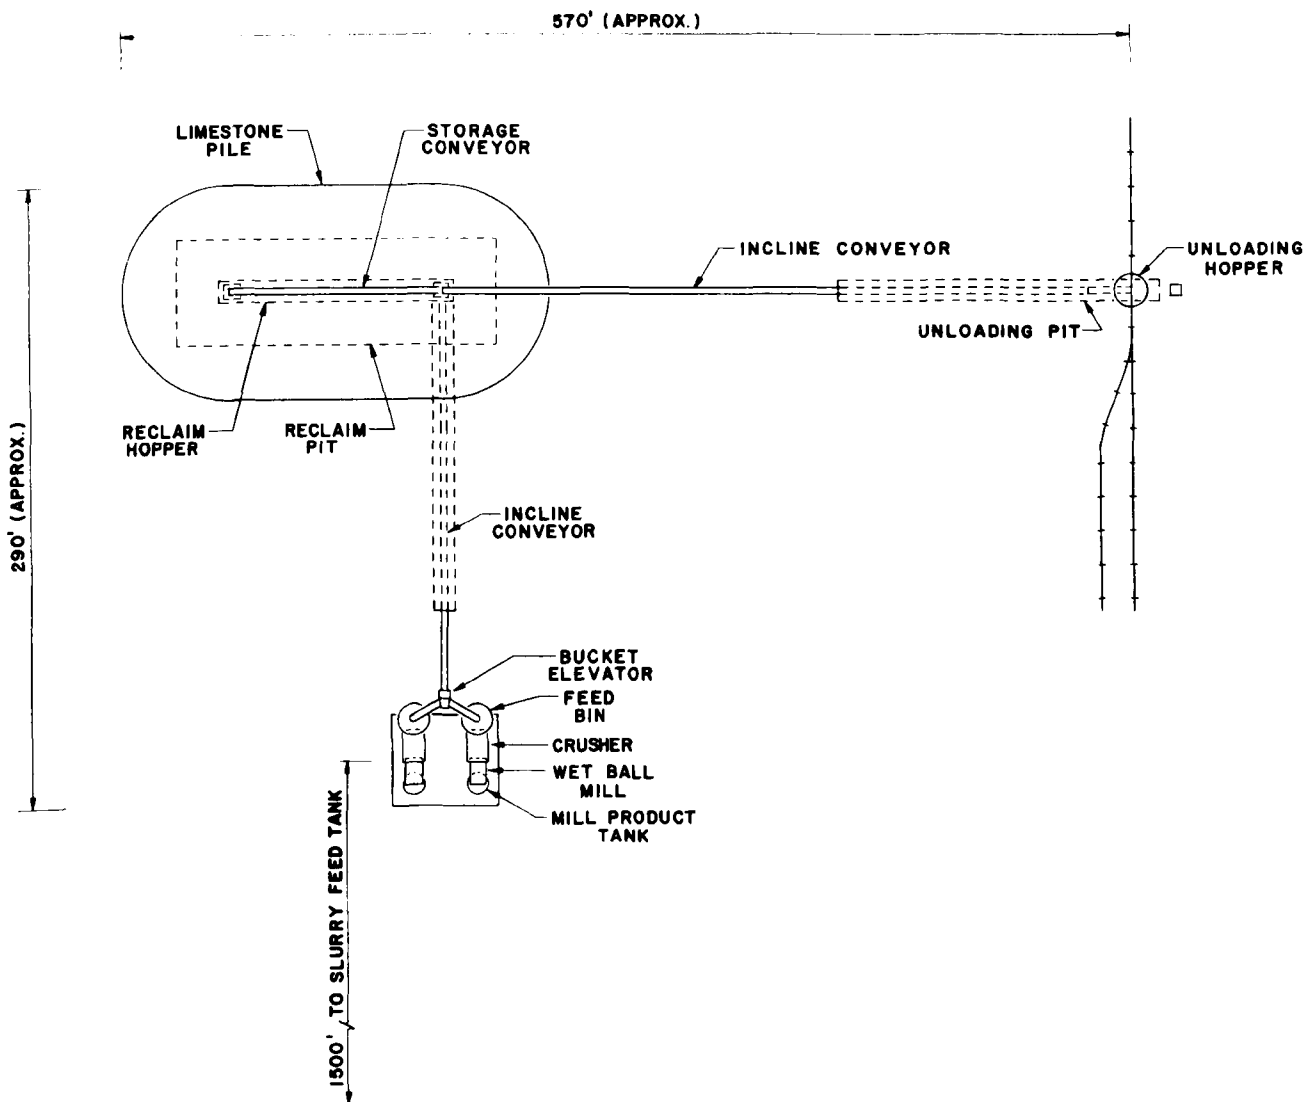 570' (APPROX.)
LIMESTONE
PILE
STORAGE
CONVEYOR
INCLINE CONVEYOR
UNLOADING
HOPPER
UNLOADING PIT
RECLAIM
HOPPER
RECLAIM
PIT
290' (APPROX.)
INCLINE
CONVEYOR
BUCKET
ELEVATOR
FEED
BIN
CRUSHER
WET BALL
MILL
MILL PRODUCT
TANK
1500' TO SLURRY FEED TANK